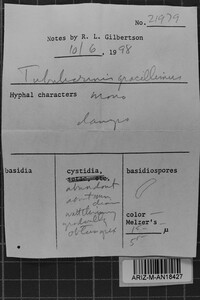 No. 21979
Notes by R. L. Gilbertson
10/6, 1998
Tubulicrinis gracillimus
Hyphal characters mono
clamps
basidia
cystidia,
setae, etc.
basidiospores
abundant
color —
Melzer's —
µ
ARIZ-M-AN18427